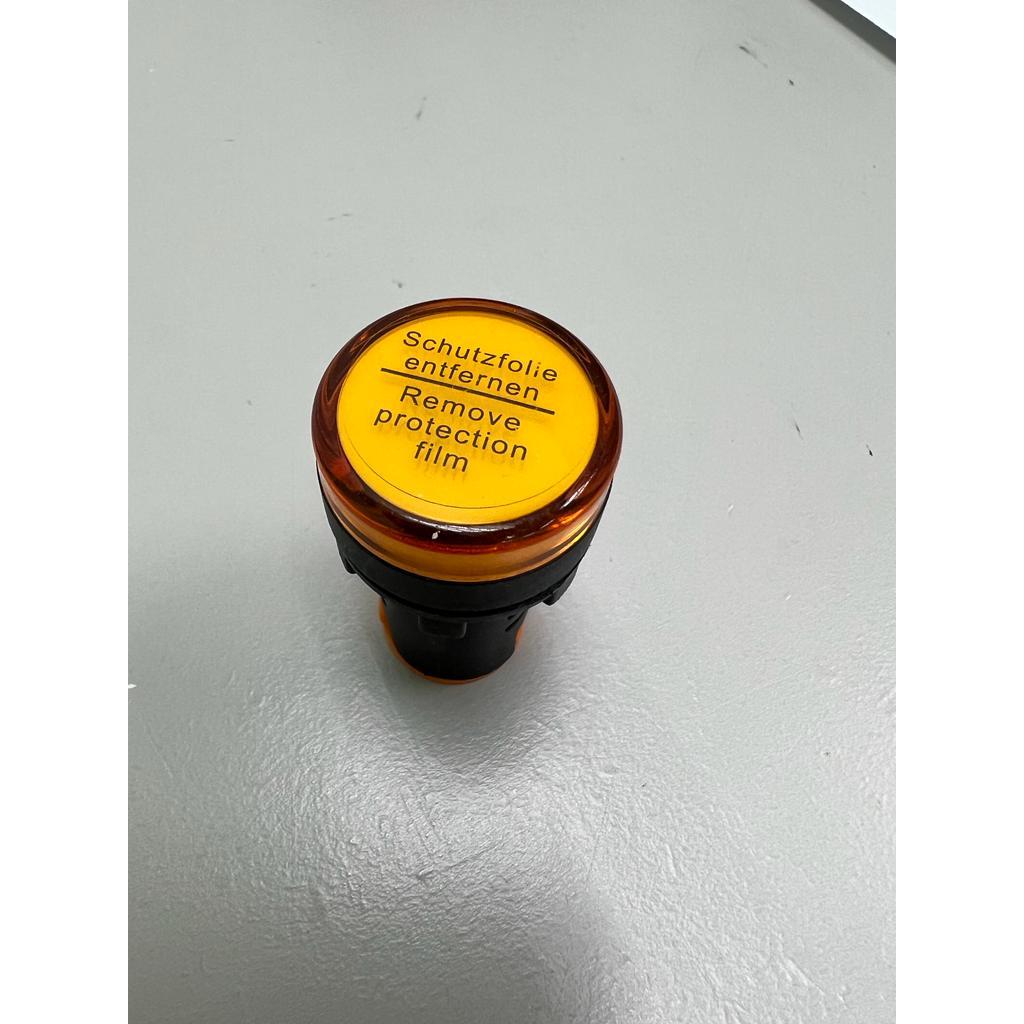 Schutzfolie
entfernen
Remove
protection
film